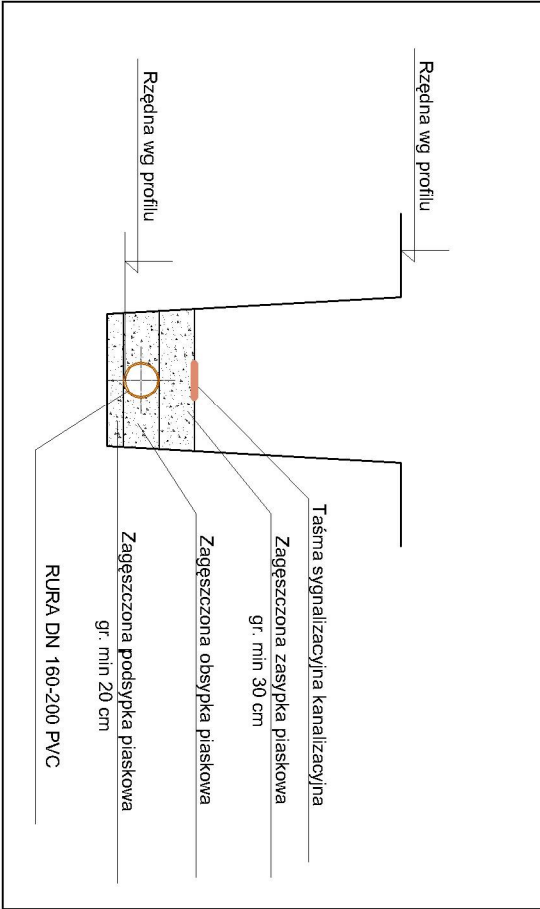 Rzędna wg profilu
Rzędna wg profilu
Taśma sygnalizacyjna kanalizacyjna
Zagęszczona zasypka piaskowa
gr. min 30 cm
Zagęszczona obsypka piaskowa
Zagęszczona podsypka piaskowa
gr. min 20 cm
RURA DN 160-200 PVC